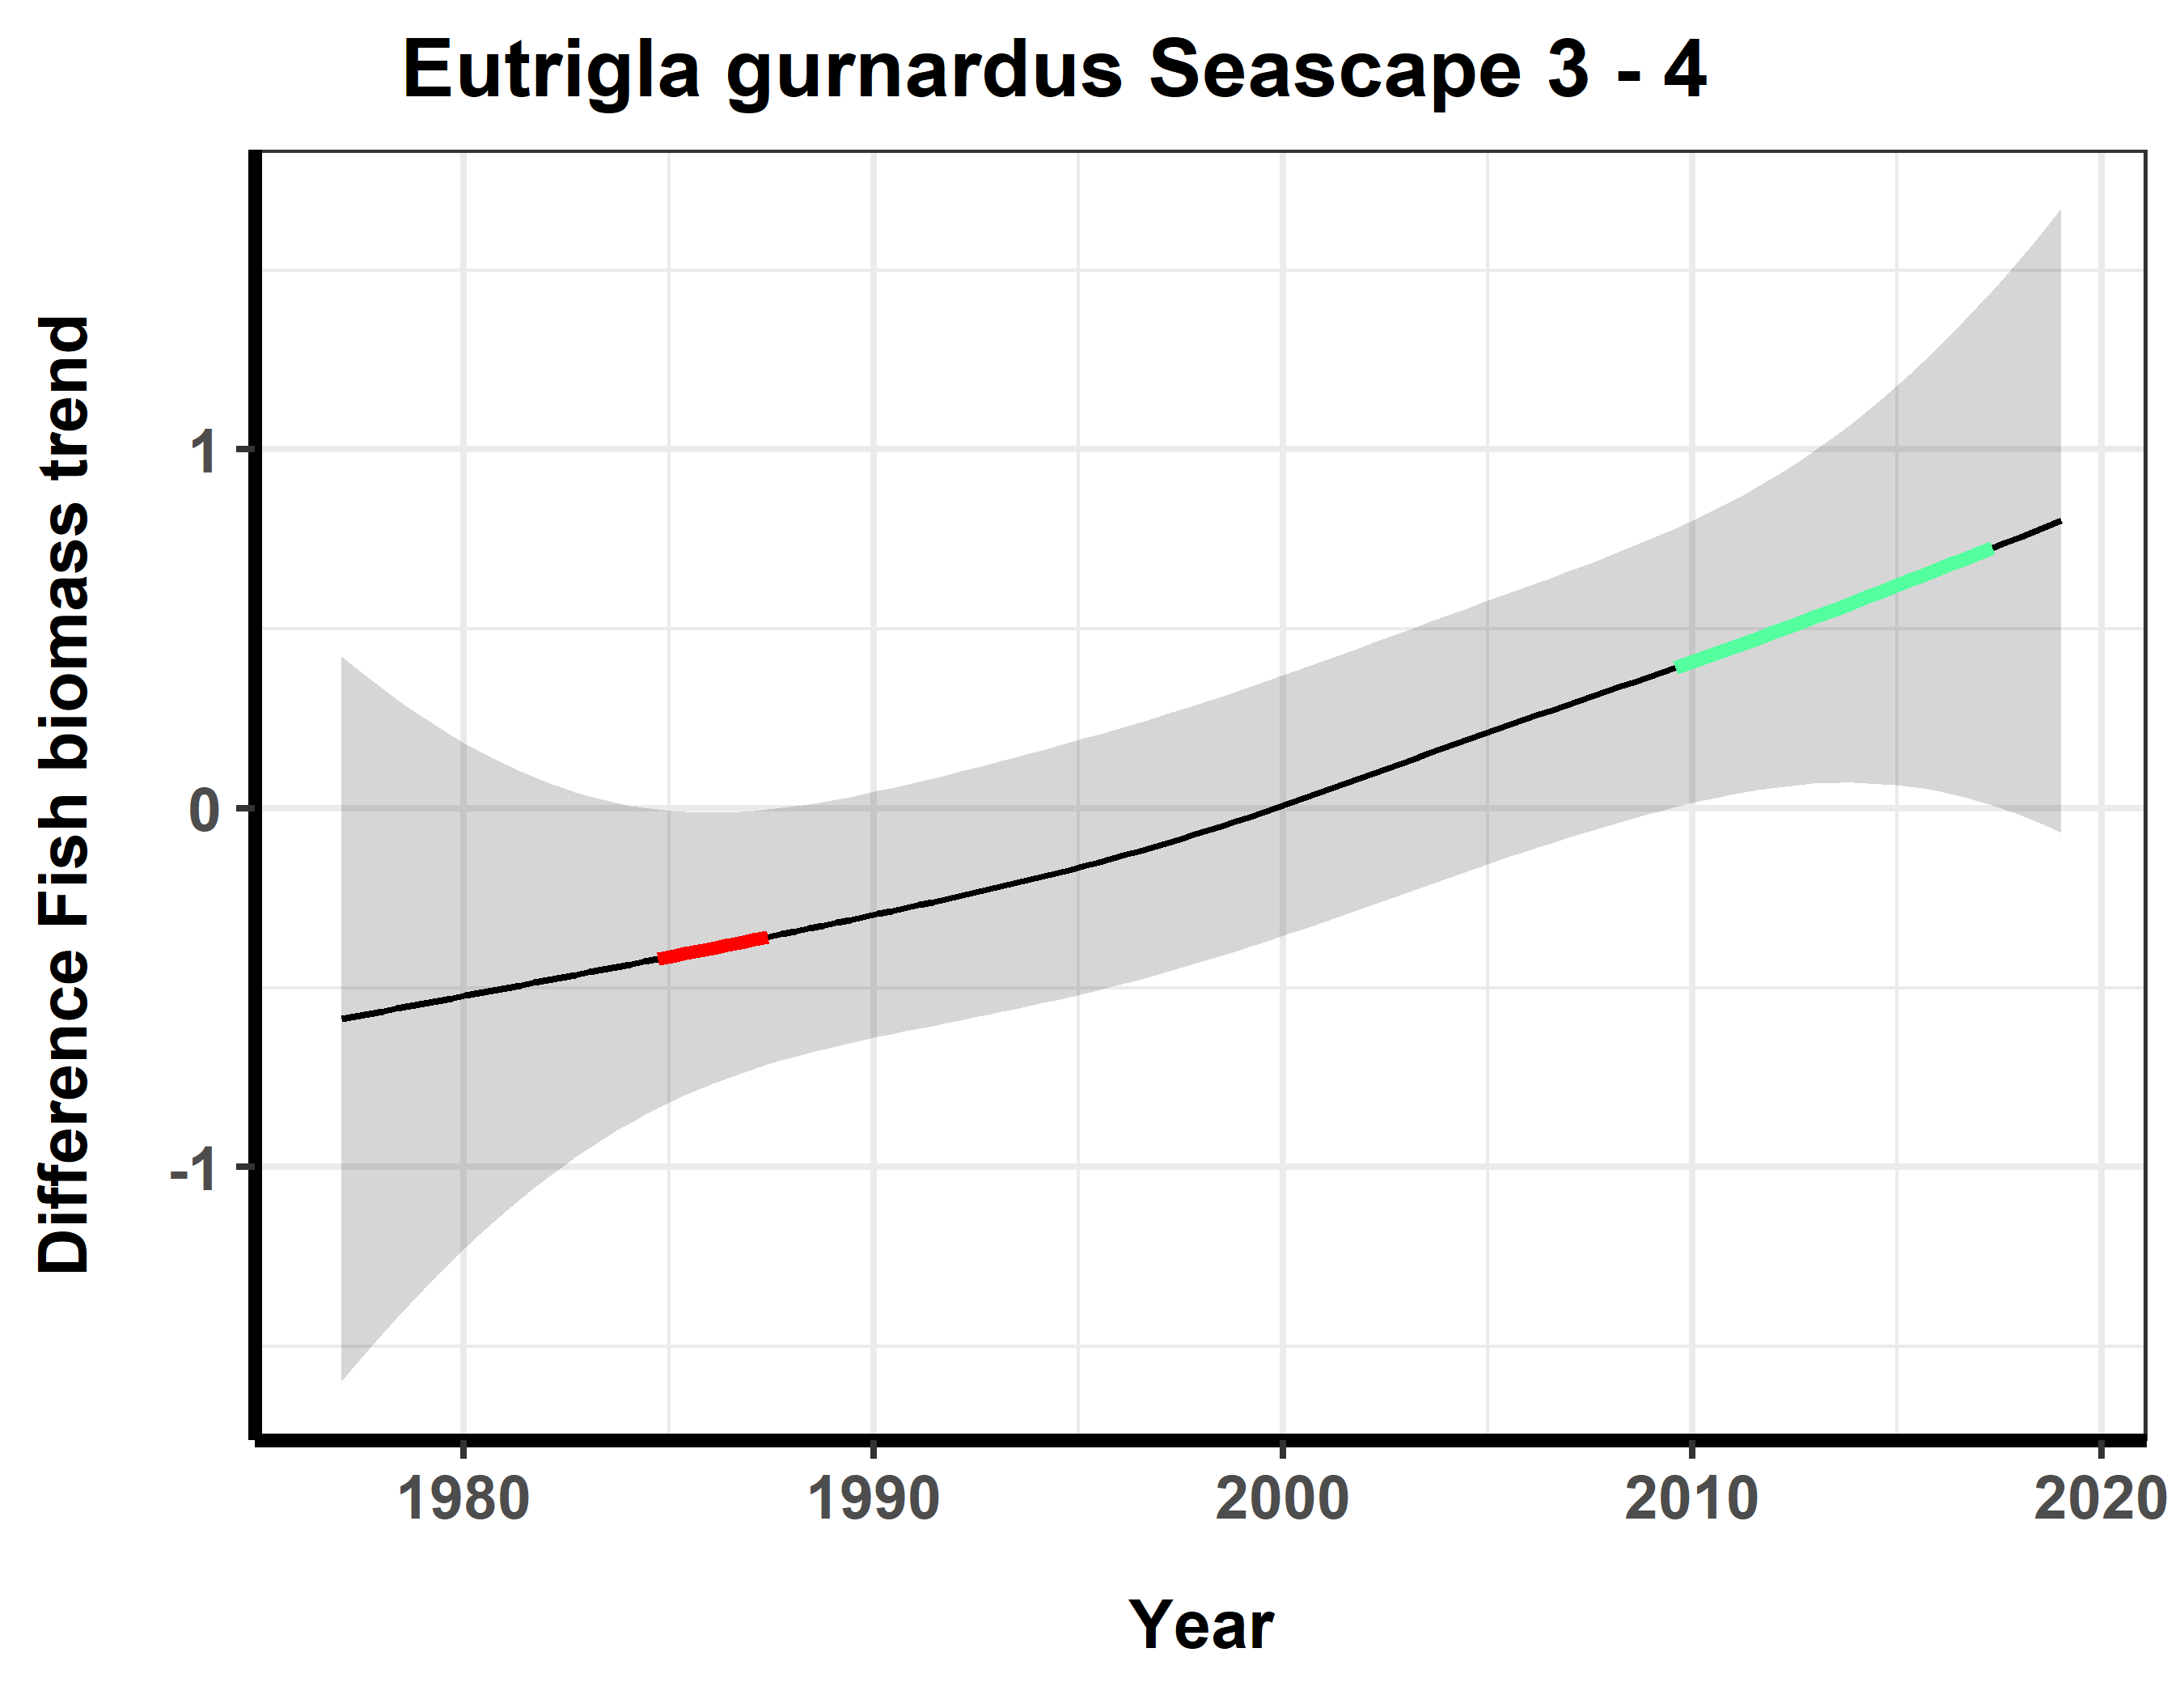 Eutrigla gurnardus Seascape 3 - 4
Difference Fish biomass trend
1
0
-1
1980
1990
2000
2010
2020
Year